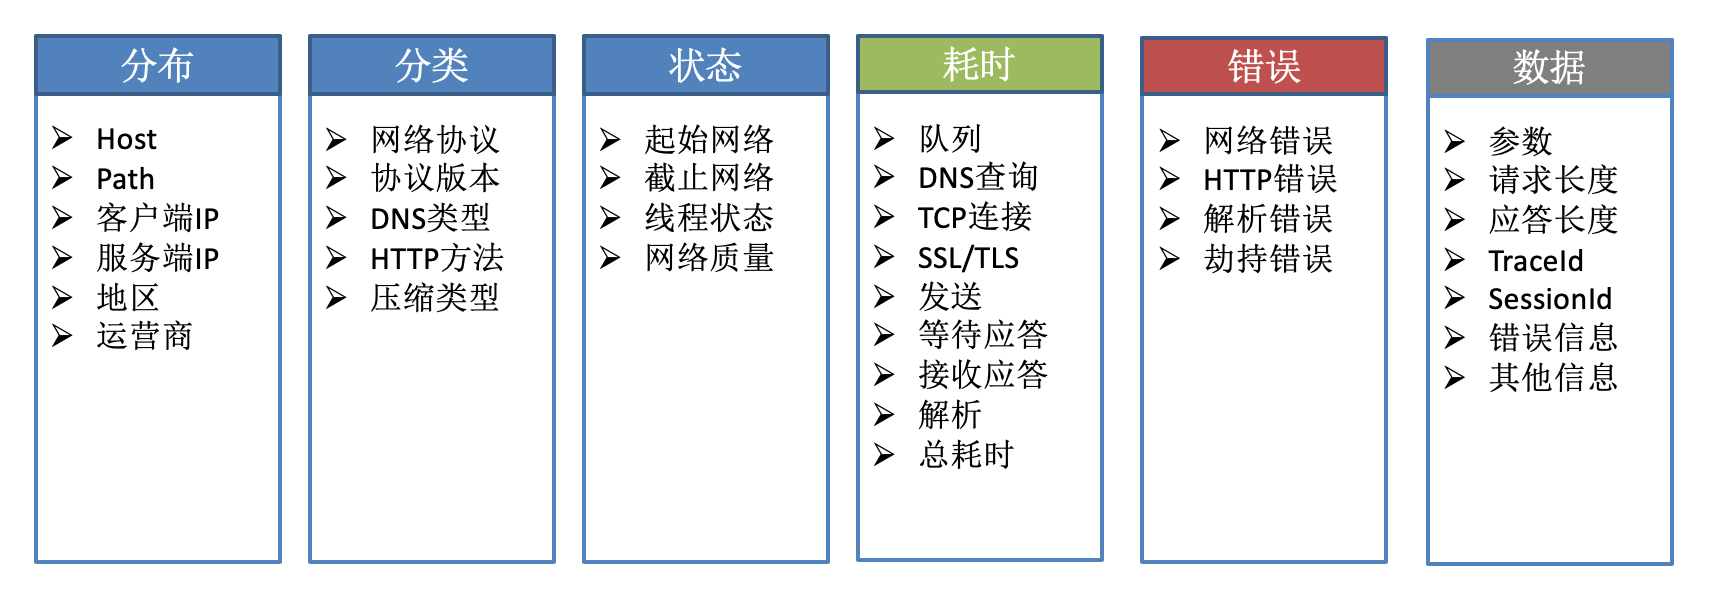 分布
Host
Path
客户端IP
服务端IP
地区
运营商
分类
网络协议
协议版本
DNS类型
HTTP方法
压缩类型
状态
起始网络
截止网络
线程状态
网络质量
耗时
队列
DNS查询
TCP连接
SSL/TLS
发送
等待应答
接收应答
解析
总耗时
错误
网络错误
HTTP错误
解析错误
劫持错误
数据
参数
请求长度
应答长度
TraceId
SessionId
错误信息
其他信息